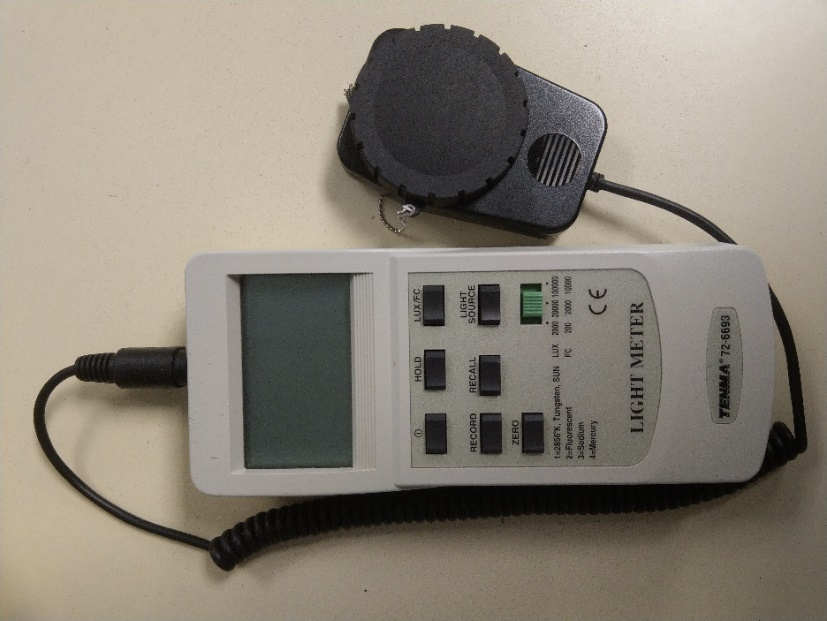 ⏻ HOLD LUX/FC
RECORD RECALL LIGHT SOURCE
ZERO
LUX 2000 20000 100000
FC 200 2000 10000
1=2856°K, Tungsten, SUN
2=Fluorescent
3=Sodium
4=Mercury
CE
LIGHT METER
TENMA® 72-6693